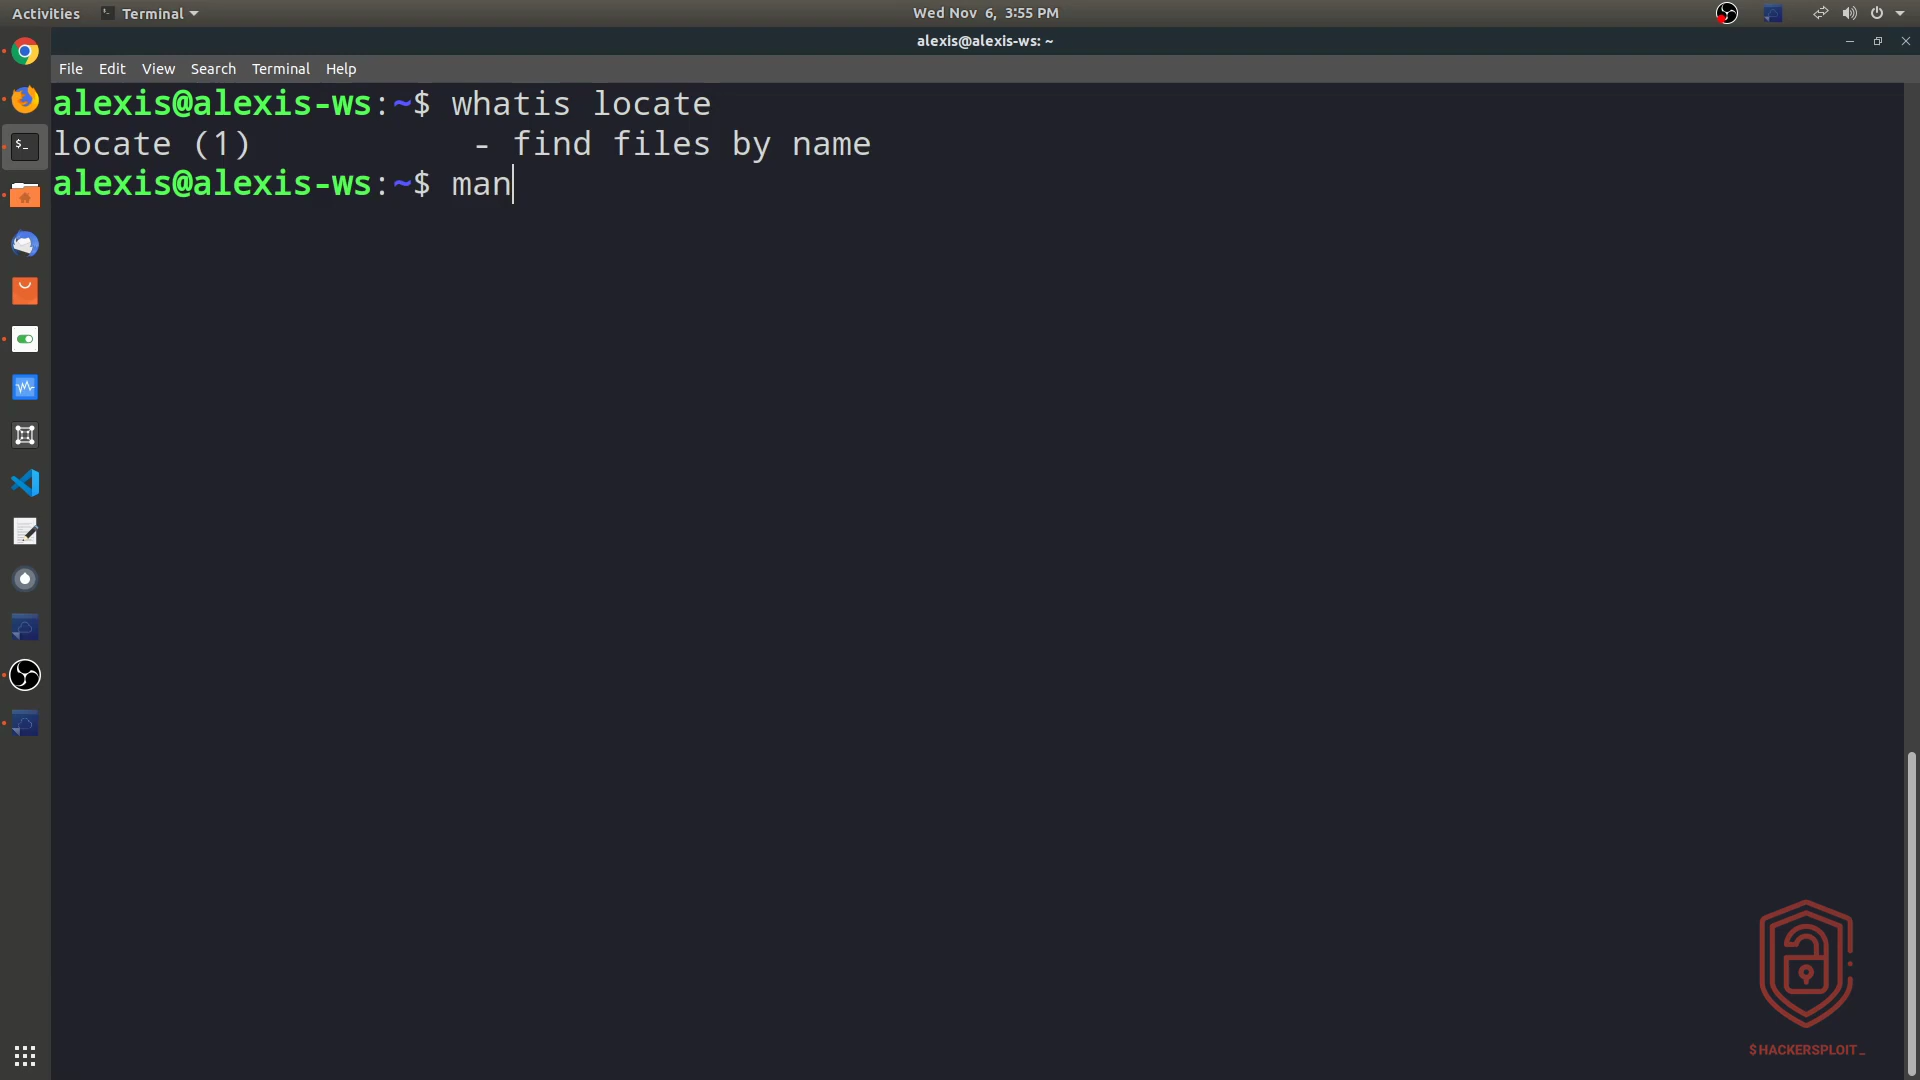 Activities Terminal Wed Nov 6, 3:55 PM
alexis@alexis-ws: ~
File Edit View Search Terminal Help
alexis@alexis-ws:~$ whatis locate
locate (1)           - find files by name
alexis@alexis-ws:~$ man
$HACKERSPLOIT_